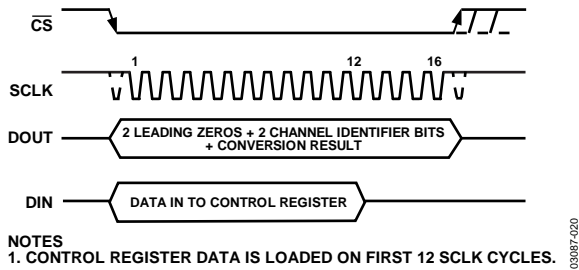 CS
1 12 16
SCLK
DOUT
2 LEADING ZEROS + 2 CHANNEL IDENTIFIER BITS
+ CONVERSION RESULT
DIN
DATA IN TO CONTROL REGISTER
NOTES
1. CONTROL REGISTER DATA IS LOADED ON FIRST 12 SCLK CYCLES.
03087-020